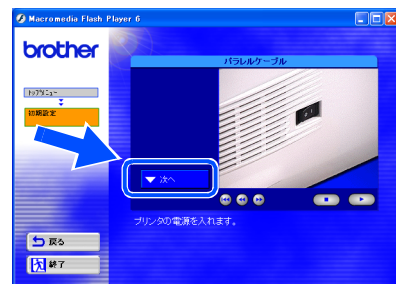 Macromedia Flash Player 6
brother
パラレルケーブル
トップメニュー
初期設定
次へ
プリンタの電源を入れます。
戻る
終了